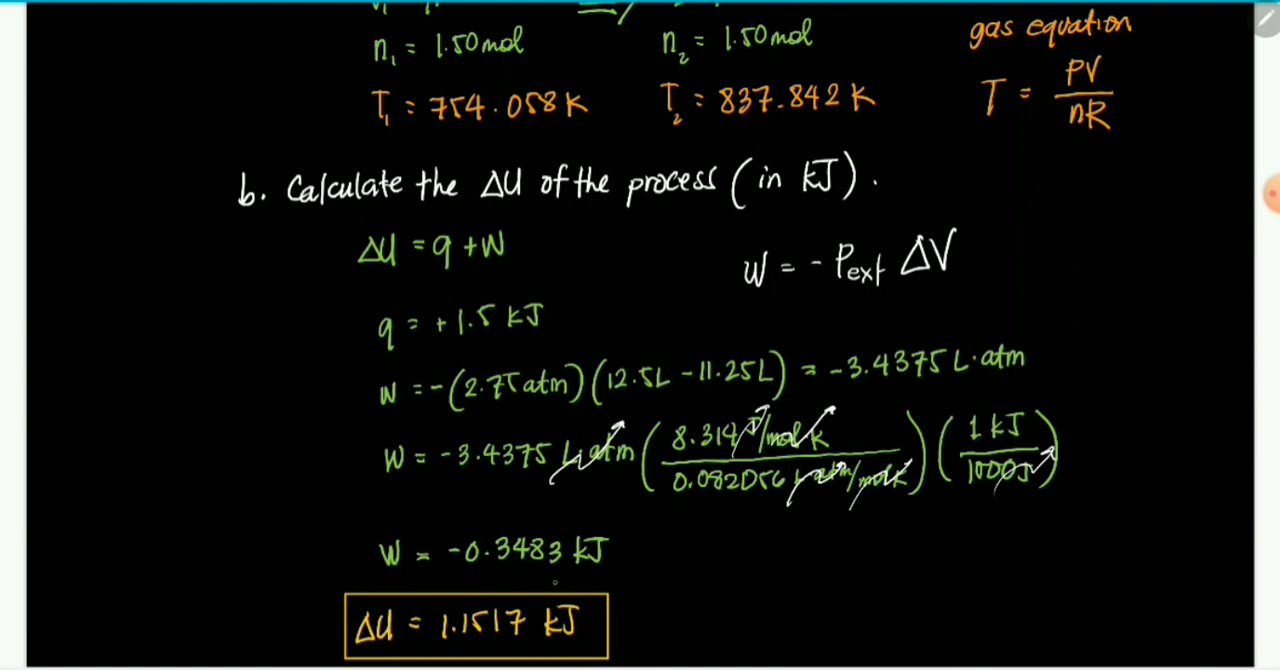 gas equation
n₁ = 1.50 mol n₂ = 1.50 mol
T₁ = 754.058 K T₂ = 837.842 K T = PV/nR
b. Calculate the ΔU of the process (in kJ).
ΔU = q + W
W = - Pext ΔV
q = +1.5 kJ
W = -(2.75 atm)(12.5L - 11.25L) = -3.4375 L·atm
W = -3.4375 L·atm (8.314 J/mol K / 0.082056 L·atm/mol K) (1 kJ / 1000 J)
W = -0.3483 kJ
ΔU = 1.1517 kJ